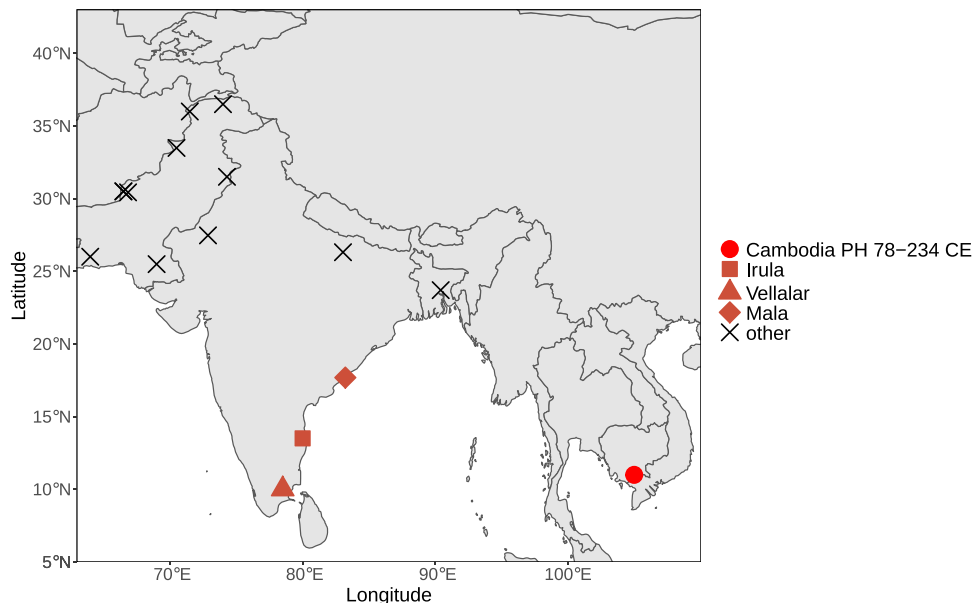 40°N
35°N
30°N
25°N
20°N
15°N
10°N
5°N
Latitude
70°E
80°E
90°E
100°E
Longitude
Cambodia PH 78−234 CE
Irula
Vellalar
Mala
other